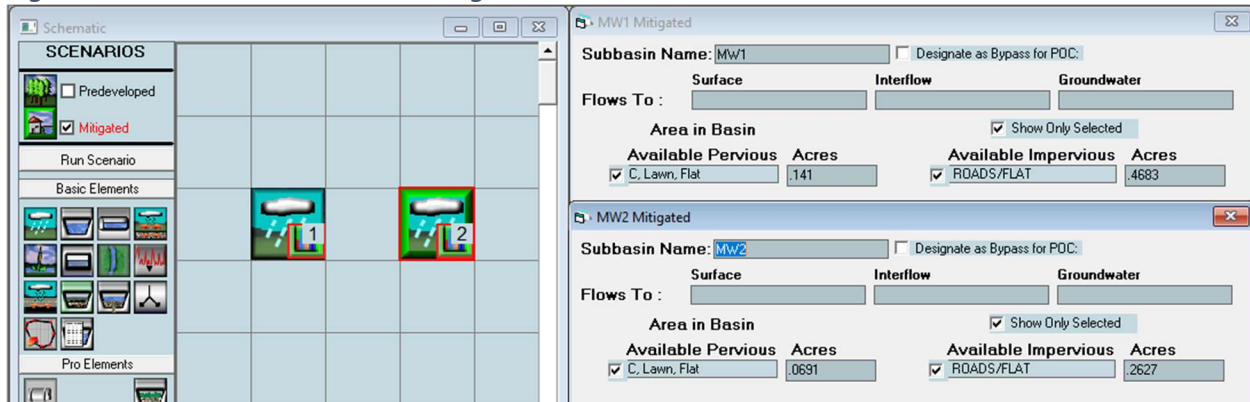 Schematic
SCENARIOS
Predeveloped
Mitigated
Run Scenario
Basic Elements
Pro Elements
1
2
MW1 Mitigated
Subbasin Name: MW1
Designate as Bypass for POC:
Surface Interflow Groundwater
Flows To :
Area in Basin
Show Only Selected
Available Pervious Acres Available Impervious Acres
C, Lawn, Flat .141 ROADS/FLAT .4683
MW2 Mitigated
Subbasin Name: MW2
Designate as Bypass for POC:
Surface Interflow Groundwater
Flows To :
Area in Basin
Show Only Selected
Available Pervious Acres Available Impervious Acres
C, Lawn, Flat .0691 ROADS/FLAT .2627